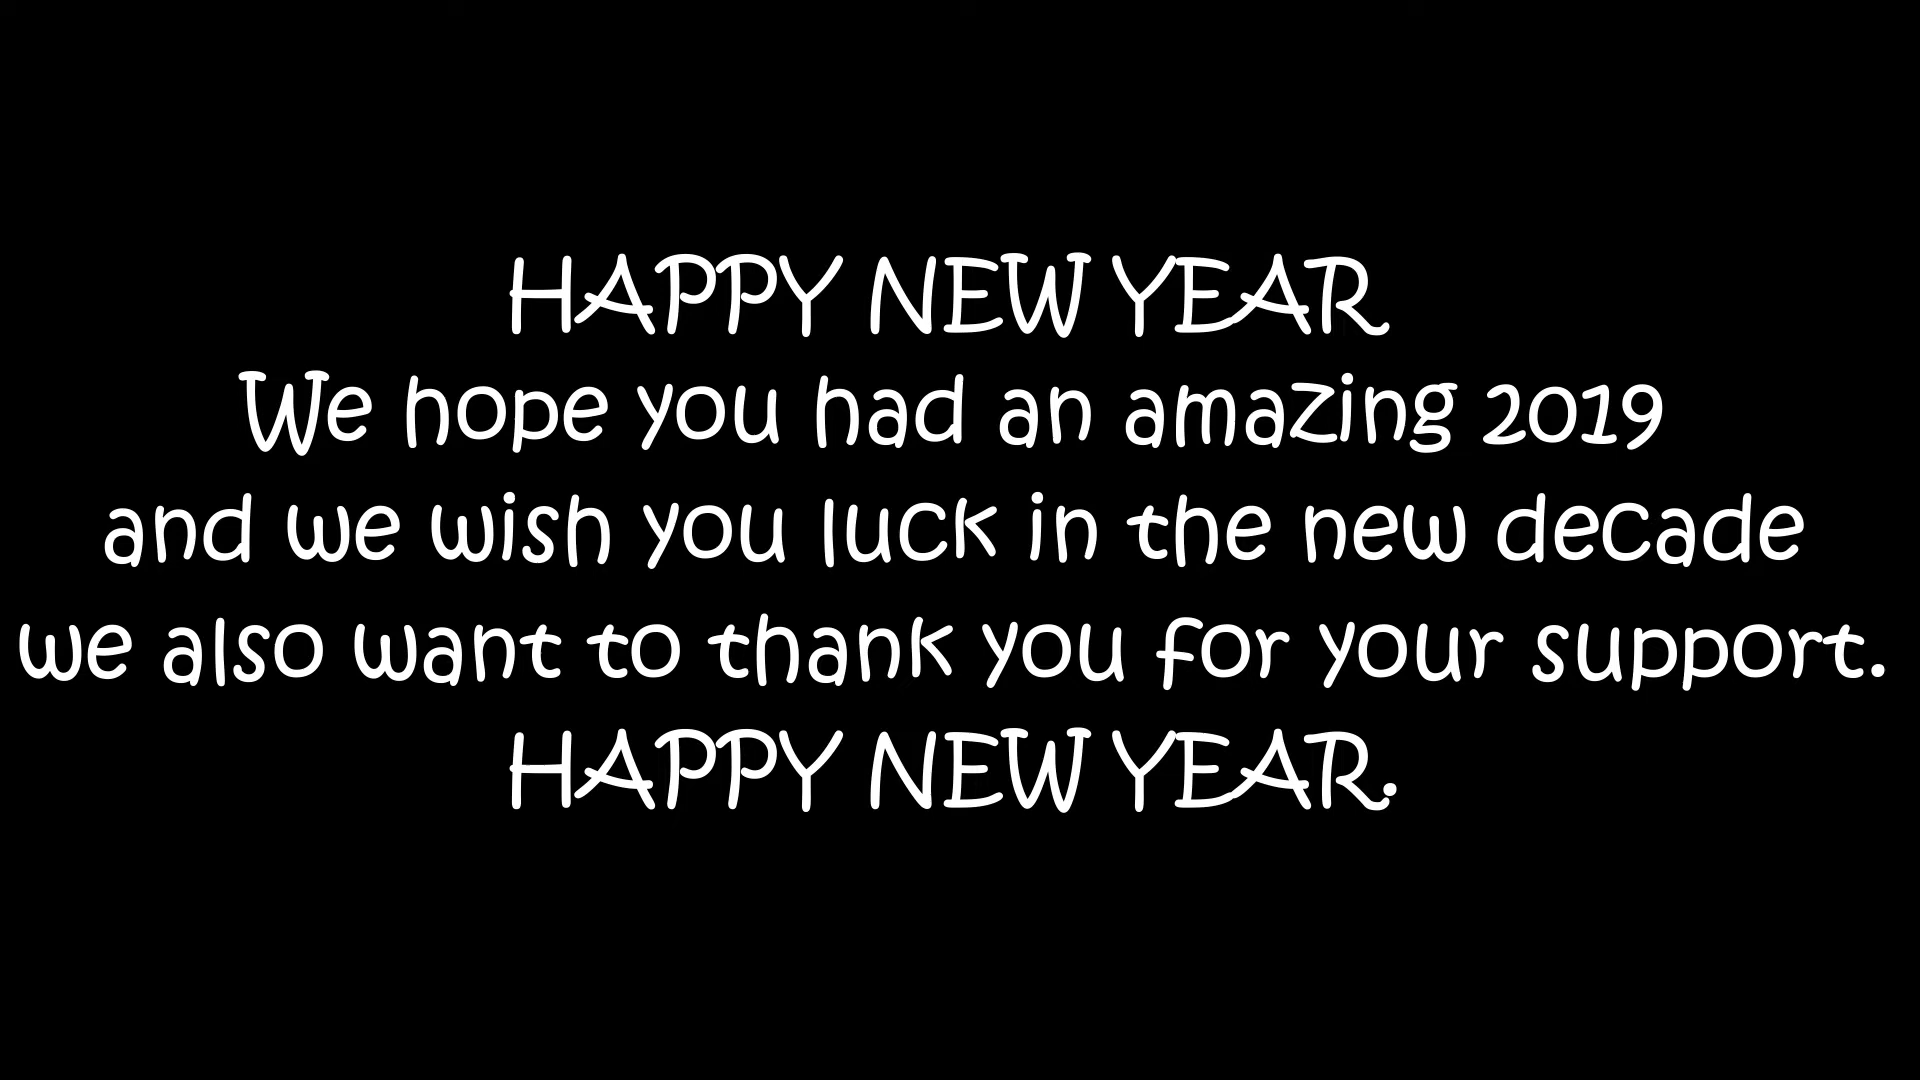 HAPPY NEW YEAR
We hope you had an amazing 2019
and we wish you luck in the new decade
we also want to thank you for your support.
HAPPY NEW YEAR.